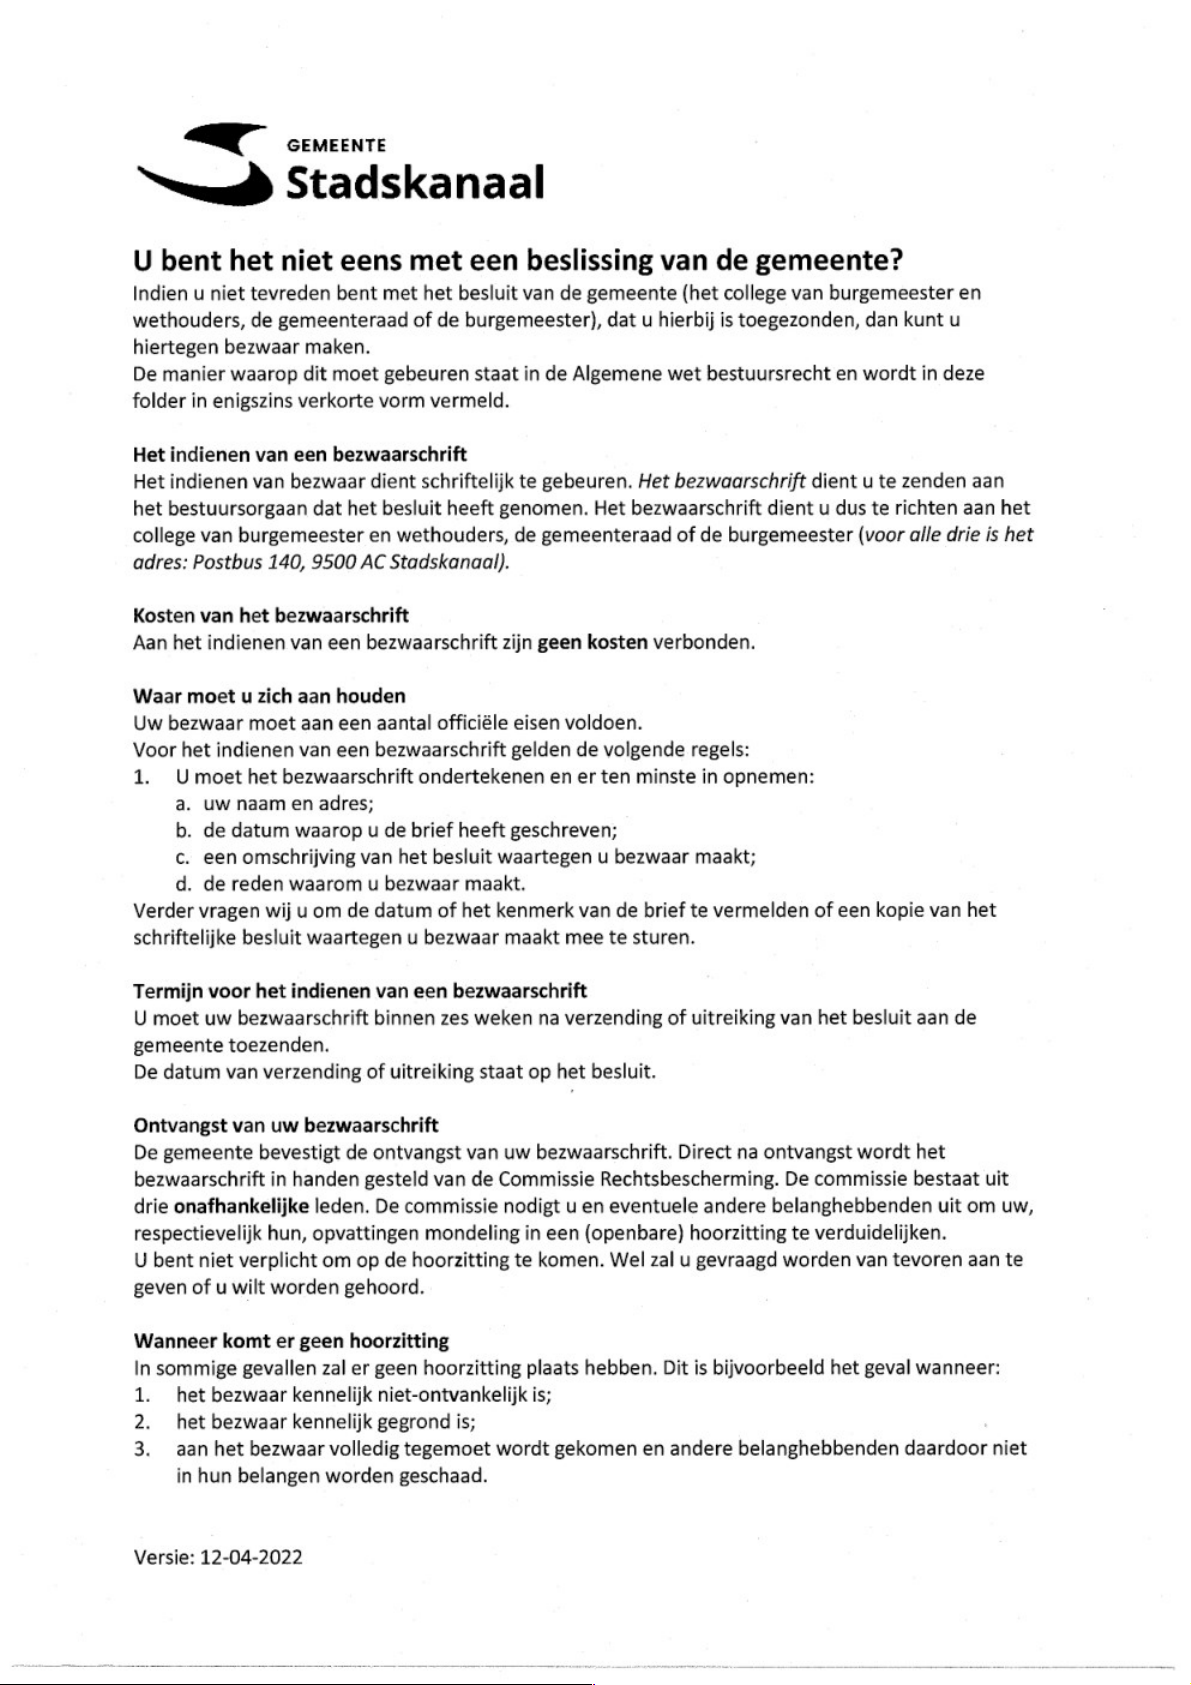 GEMEENTE
Stadskanaal
U bent het niet eens met een beslissing van de gemeente?
Indien u niet tevreden bent met het besluit van de gemeente (het college van burgemeester en
wethouders, de gemeenteraad of de burgemeester), dat u hierbij is toegezonden, dan kunt u
hiertegen bezwaar maken.
De manier waarop dit moet gebeuren staat in de Algemene wet bestuursrecht en wordt in deze
folder in enigszins verkorte vorm vermeld.
Het indienen van een bezwaarschrift
Het indienen van bezwaar dient schriftelijk te gebeuren. Het bezwaarschrift dient u te zenden aan
het bestuursorgaan dat het besluit heeft genomen. Het bezwaarschrift dient u dus te richten aan het
college van burgemeester en wethouders, de gemeenteraad of de burgemeester (voor alle drie is het
adres: Postbus 140, 9500 AC Stadskanaal).
Kosten van het bezwaarschrift
Aan het indienen van een bezwaarschrift zijn geen kosten verbonden.
Waar moet u zich aan houden
Uw bezwaar moet aan een aantal officiële eisen voldoen.
Voor het indienen van een bezwaarschrift gelden de volgende regels:
1. U moet het bezwaarschrift ondertekenen en er ten minste in opnemen:
a. uw naam en adres;
b. de datum waarop u de brief heeft geschreven;
c. een omschrijving van het besluit waartegen u bezwaar maakt;
d. de reden waarom u bezwaar maakt.
Verder vragen wij u om de datum of het kenmerk van de brief te vermelden of een kopie van het
schriftelijke besluit waartegen u bezwaar maakt mee te sturen.
Termijn voor het indienen van een bezwaarschrift
U moet uw bezwaarschrift binnen zes weken na verzending of uitreiking van het besluit aan de
gemeente toezenden.
De datum van verzending of uitreiking staat op het besluit.
Ontvangst van uw bezwaarschrift
De gemeente bevestigt de ontvangst van uw bezwaarschrift. Direct na ontvangst wordt het
bezwaarschrift in handen gesteld van de Commissie Rechtsbescherming. De commissie bestaat uit
drie onafhankelijke leden. De commissie nodigt u en eventuele andere belanghebbenden uit om uw,
respectievelijk hun, opvattingen mondeling in een (openbare) hoorzitting te verduidelijken.
U bent niet verplicht om op de hoorzitting te komen. Wel zal u gevraagd worden van tevoren aan te
geven of u wilt worden gehoord.
Wanneer komt er geen hoorzitting
In sommige gevallen zal er geen hoorzitting plaats hebben. Dit is bijvoorbeeld het geval wanneer:
1. het bezwaar kennelijk niet-ontvankelijk is;
2. het bezwaar kennelijk gegrond is;
3. aan het bezwaar volledig tegemoet wordt gekomen en andere belanghebbenden daardoor niet
in hun belangen worden geschaad.
Versie: 12-04-2022